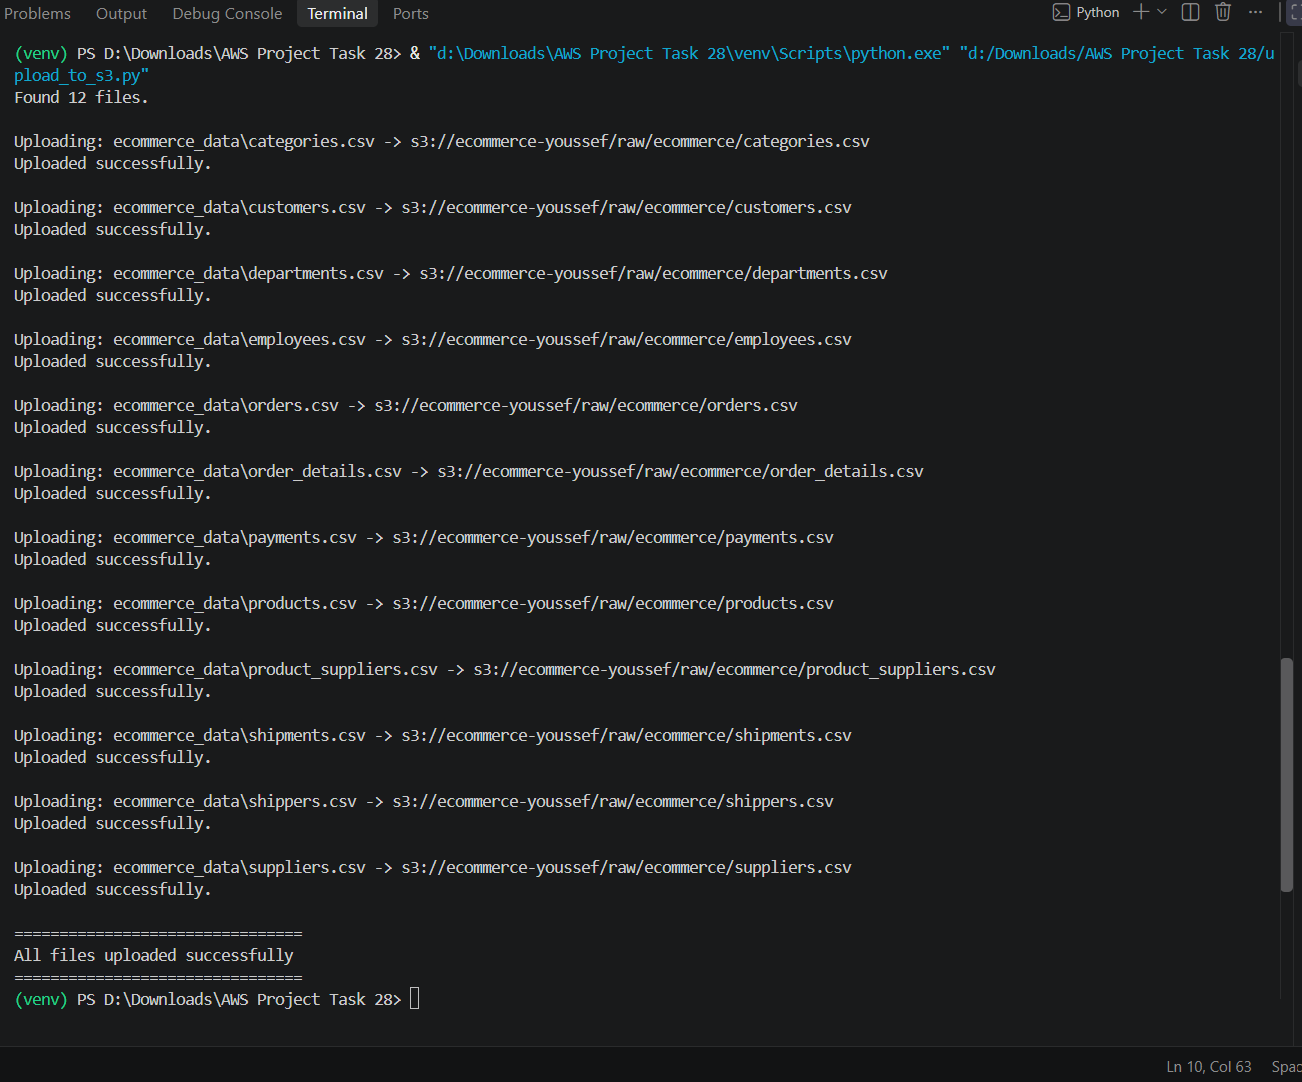 Problems Output Debug Console Terminal Ports Python
(venv) PS D:\Downloads\AWS Project Task 28> & "d:\Downloads\AWS Project Task 28\venv\Scripts\python.exe" "d:/Downloads/AWS Project Task 28/u
pload_to_s3.py"
Found 12 files.
Uploading: ecommerce_data\categories.csv -> s3://ecommerce-youssef/raw/ecommerce/categories.csv
Uploaded successfully.
Uploading: ecommerce_data\customers.csv -> s3://ecommerce-youssef/raw/ecommerce/customers.csv
Uploaded successfully.
Uploading: ecommerce_data\departments.csv -> s3://ecommerce-youssef/raw/ecommerce/departments.csv
Uploaded successfully.
Uploading: ecommerce_data\employees.csv -> s3://ecommerce-youssef/raw/ecommerce/employees.csv
Uploaded successfully.
Uploading: ecommerce_data\orders.csv -> s3://ecommerce-youssef/raw/ecommerce/orders.csv
Uploaded successfully.
Uploading: ecommerce_data\order_details.csv -> s3://ecommerce-youssef/raw/ecommerce/order_details.csv
Uploaded successfully.
Uploading: ecommerce_data\payments.csv -> s3://ecommerce-youssef/raw/ecommerce/payments.csv
Uploaded successfully.
Uploading: ecommerce_data\products.csv -> s3://ecommerce-youssef/raw/ecommerce/products.csv
Uploaded successfully.
Uploading: ecommerce_data\product_suppliers.csv -> s3://ecommerce-youssef/raw/ecommerce/product_suppliers.csv
Uploaded successfully.
Uploading: ecommerce_data\shipments.csv -> s3://ecommerce-youssef/raw/ecommerce/shipments.csv
Uploaded successfully.
Uploading: ecommerce_data\shippers.csv -> s3://ecommerce-youssef/raw/ecommerce/shippers.csv
Uploaded successfully.
Uploading: ecommerce_data\suppliers.csv -> s3://ecommerce-youssef/raw/ecommerce/suppliers.csv
Uploaded successfully.
================================
All files uploaded successfully
================================
(venv) PS D:\Downloads\AWS Project Task 28>
Ln 10, Col 63 Spac